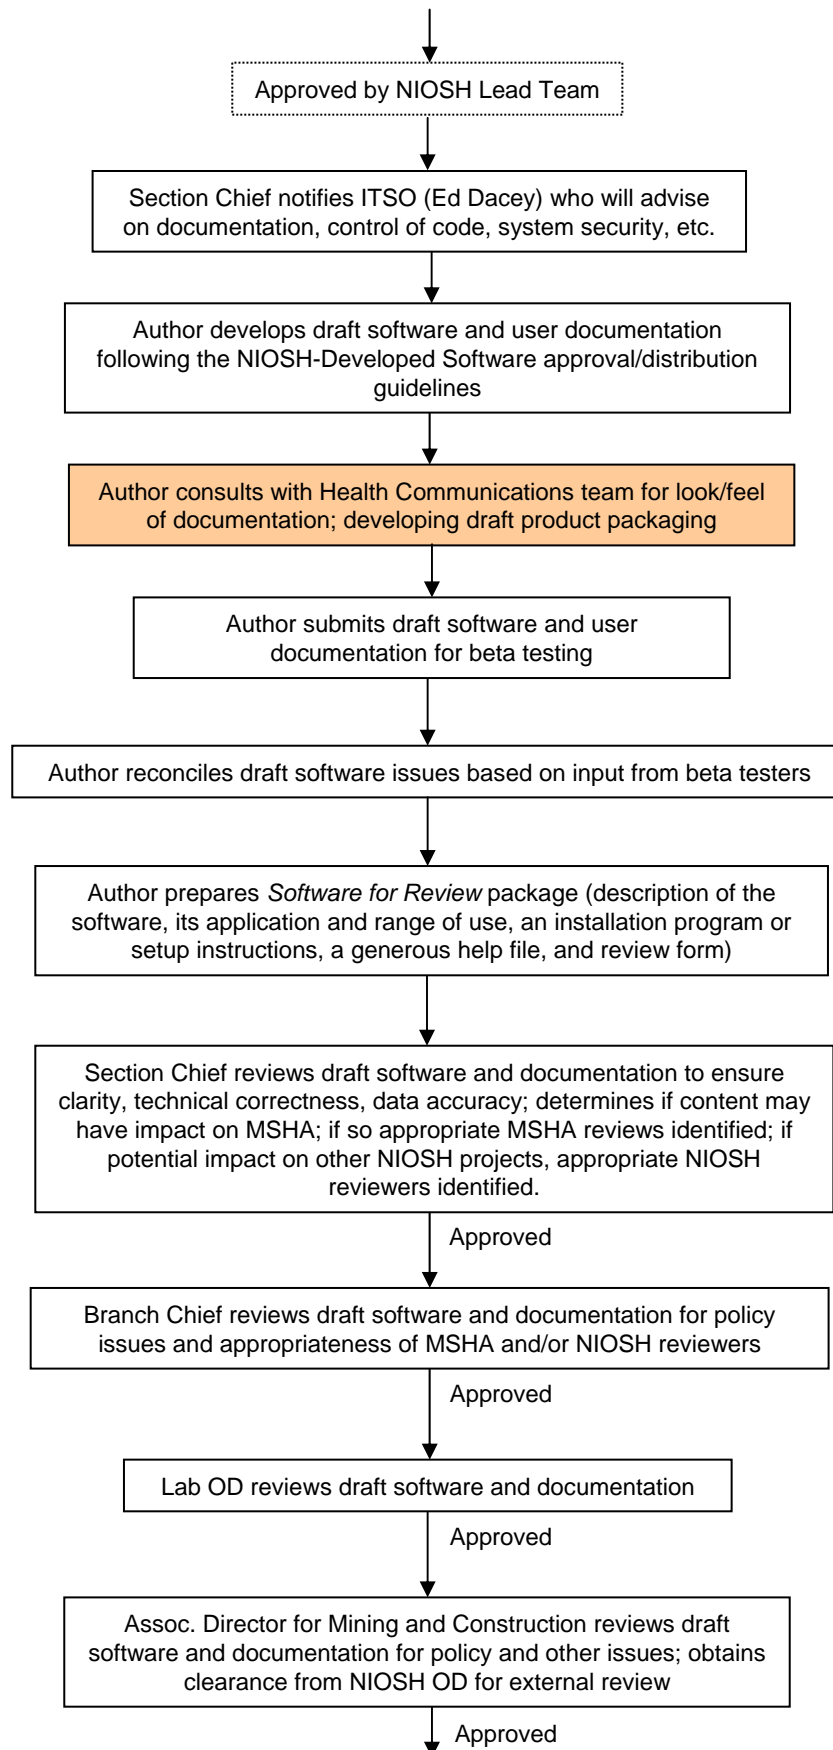 Approved by NIOSH Lead Team
Section Chief notifies ITSO (Ed Dacey) who will advise
on documentation, control of code, system security, etc.
Author develops draft software and user documentation
following the NIOSH-Developed Software approval/distribution
guidelines
Author consults with Health Communications team for look/feel
of documentation; developing draft product packaging
Author submits draft software and user
documentation for beta testing
Author reconciles draft software issues based on input from beta testers
Author prepares Software for Review package (description of the
software, its application and range of use, an installation program or
setup instructions, a generous help file, and review form)
Section Chief reviews draft software and documentation to ensure
clarity, technical correctness, data accuracy; determines if content may
have impact on MSHA; if so appropriate MSHA reviews identified; if
potential impact on other NIOSH projects, appropriate NIOSH
reviewers identified.
Approved
Branch Chief reviews draft software and documentation for policy
issues and appropriateness of MSHA and/or NIOSH reviewers
Approved
Lab OD reviews draft software and documentation
Approved
Assoc. Director for Mining and Construction reviews draft
software and documentation for policy and other issues; obtains
clearance from NIOSH OD for external review
Approved